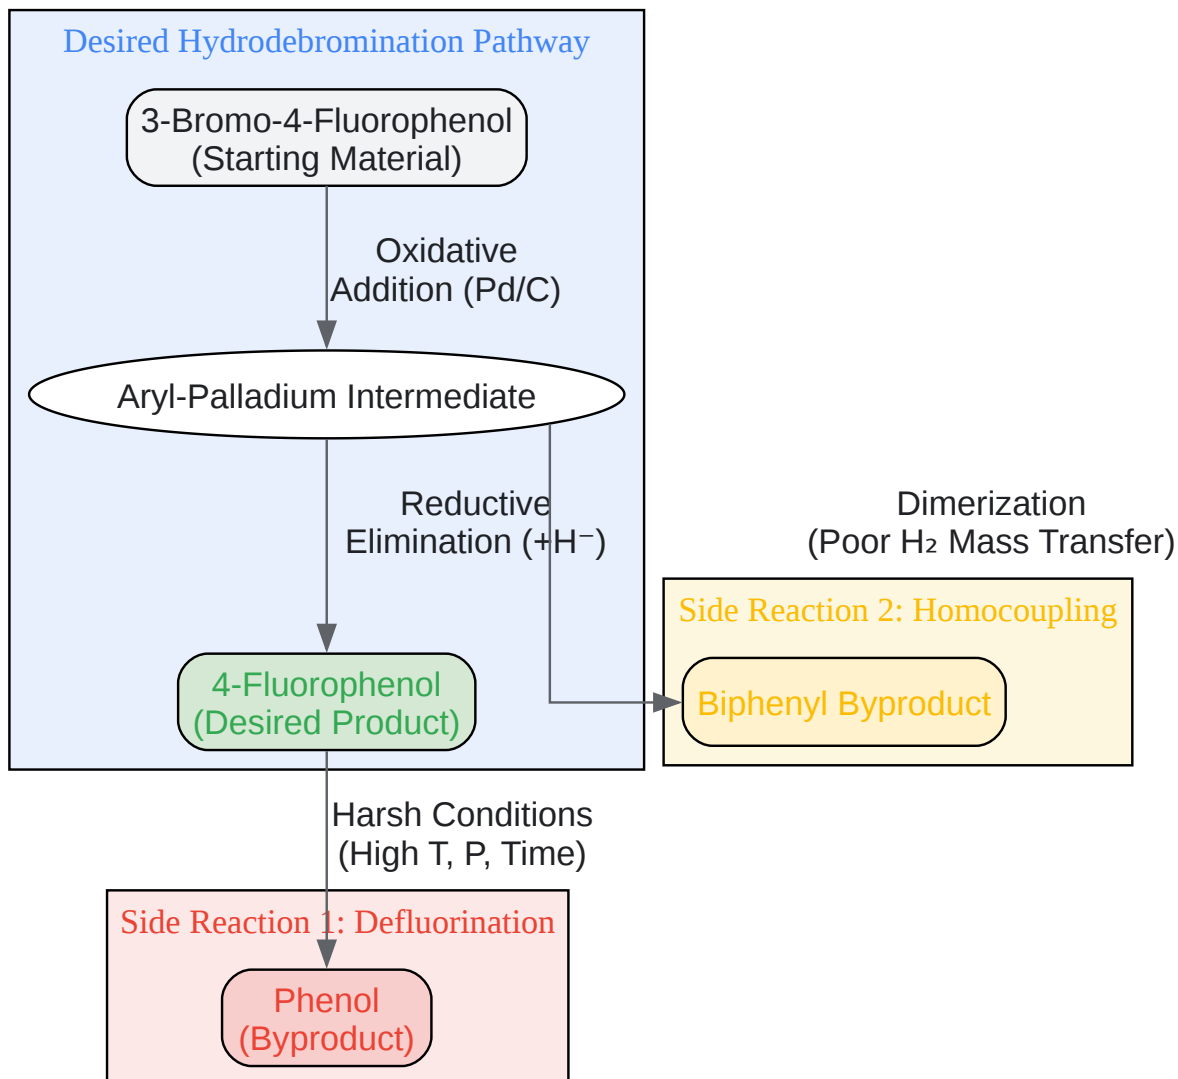 Desired Hydrodebromination Pathway
3-Bromo-4-Fluorophenol
(Starting Material)
Oxidative
Addition (Pd/C)
Aryl-Palladium Intermediate
Reductive
Elimination (+H⁻)
Dimerization
(Poor H₂ Mass Transfer)
Side Reaction 2: Homocoupling
Biphenyl Byproduct
4-Fluorophenol
(Desired Product)
Harsh Conditions
(High T, P, Time)
Side Reaction 1: Defluorination
Phenol
(Byproduct)